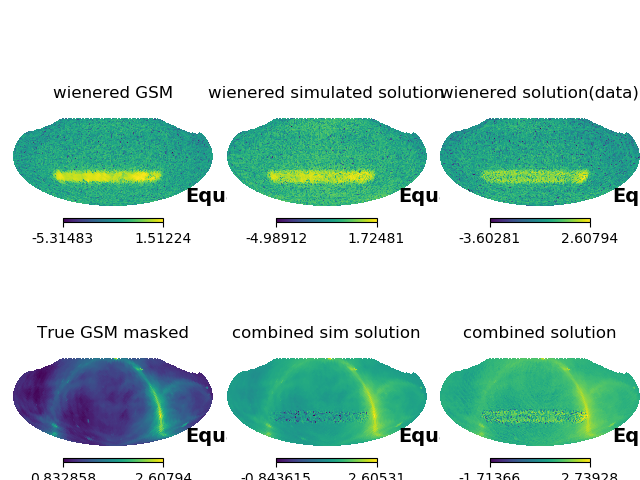 wienered GSM
wienered simulated solution
wienered solution(data)
Equ
Equ
Eq
-5.31483 1.51224
-4.98912 1.72481
-3.60281 2.60794
True GSM masked
combined sim solution
combined solution
Equ
Equ
Eq
0.832858 2.60794
-0.843615 2.60531
-1.71366 2.73928